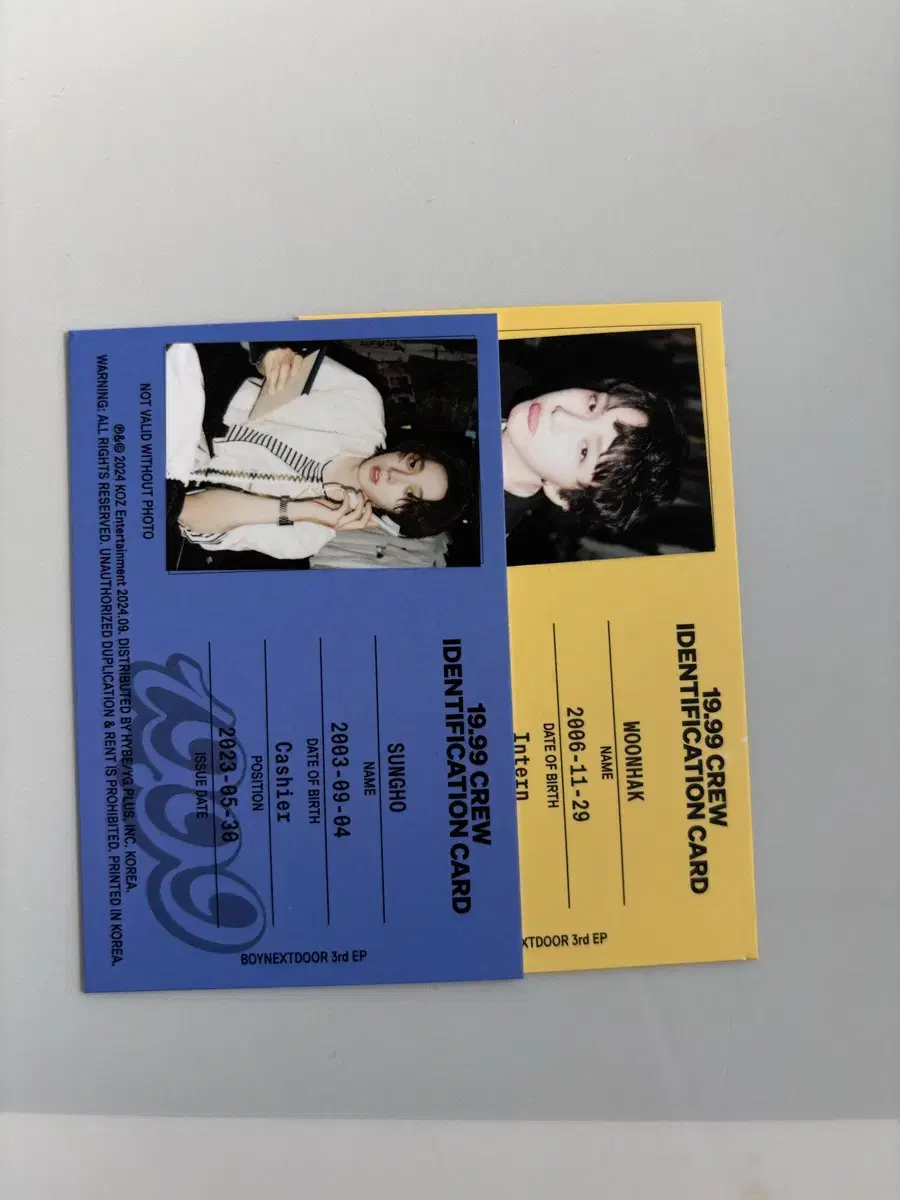 19.99 CREW
IDENTIFICATION CARD
SUNGHO
NAME
2003-09-04
DATE OF BIRTH
Cashier
POSITION
2023-05-30
ISSUE DATE
BOYNEXTDOOR 3rd EP
NOT VALID WITHOUT PHOTO
℗&© 2024 KOZ Entertainment 2024.09. DISTRIBUTED BY HYBE/YG PLUS, INC. KOREA.
WARNING: ALL RIGHTS RESERVED. UNAUTHORIZED DUPLICATION & RENT IS PROHIBITED. PRINTED IN KOREA.
19.99 CREW
IDENTIFICATION CARD
WOONHAK
NAME
2006-11-29
DATE OF BIRTH
Intern
XTDOOR 3rd EP